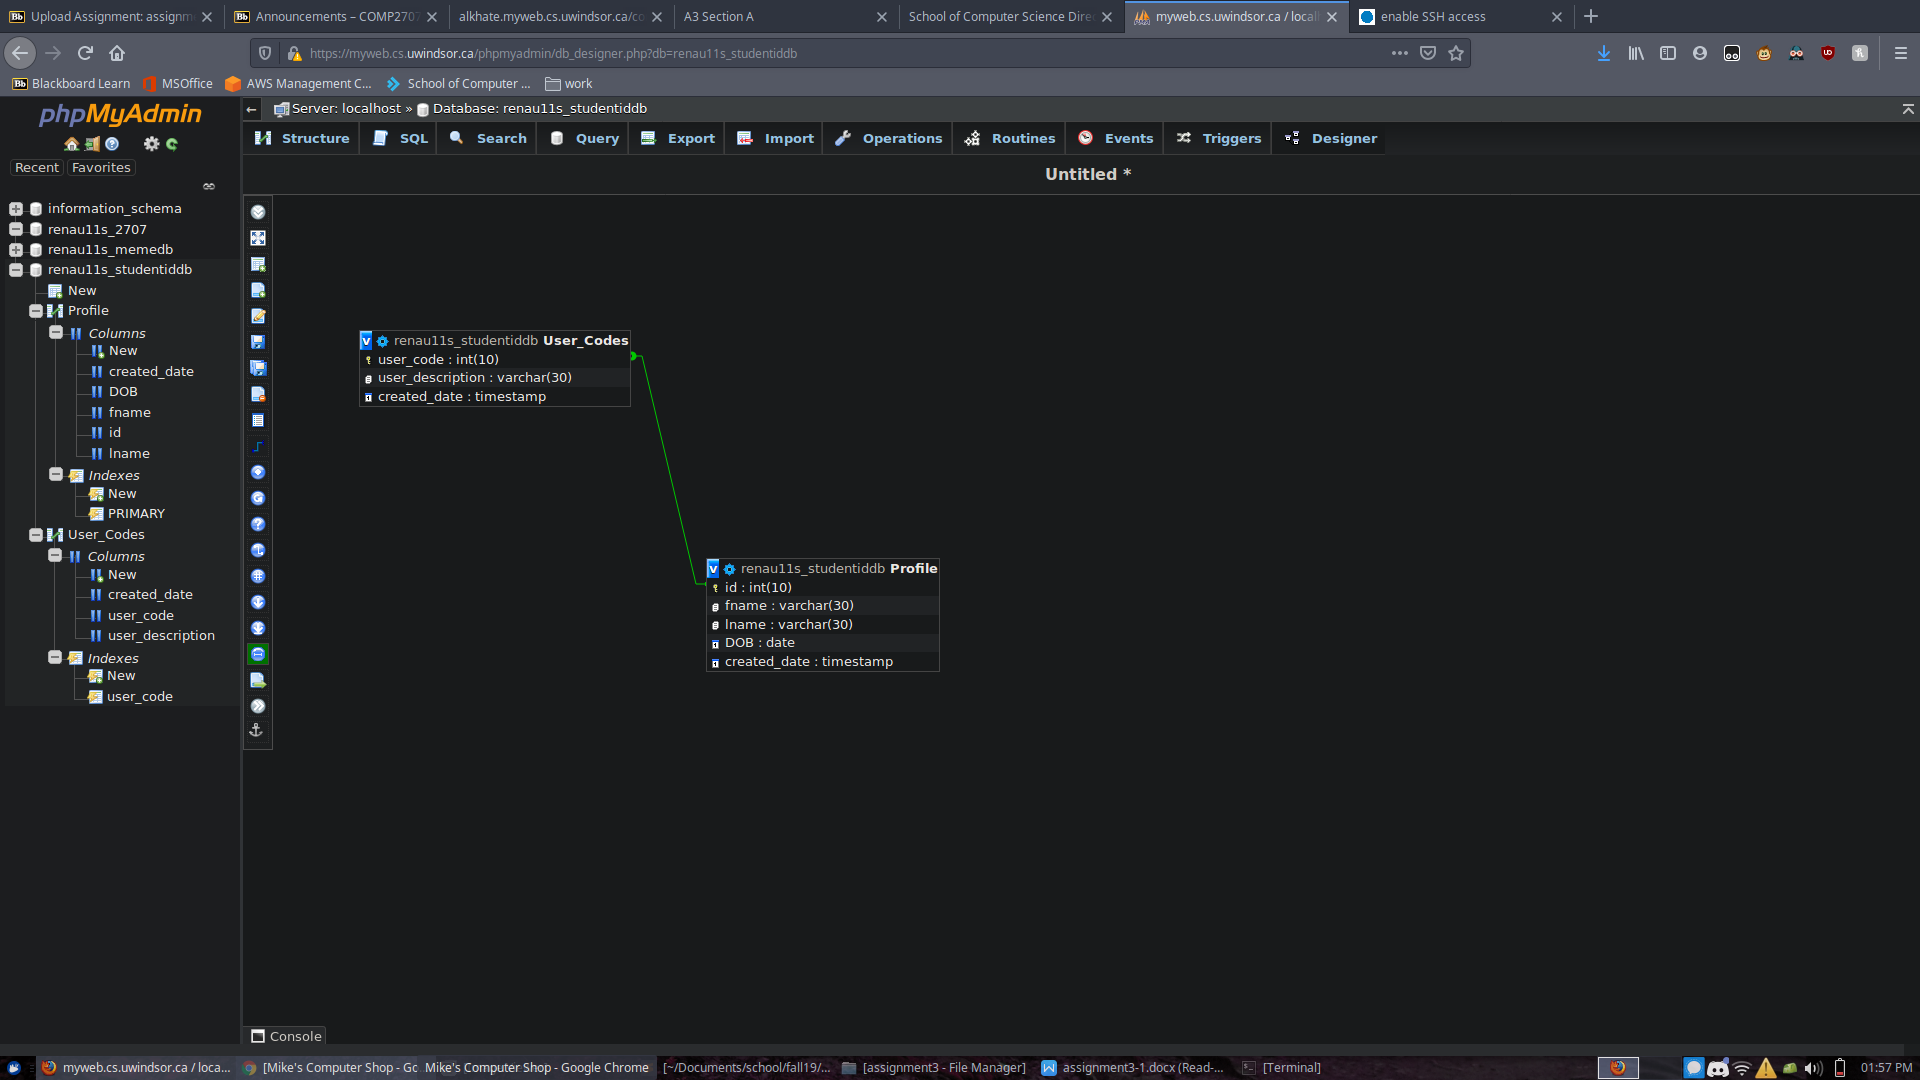 Upload Assignment: assignm
Announcements – COMP2707
alkhate.myweb.cs.uwindsor.ca/co
A3 Section A
School of Computer Science Dire
myweb.cs.uwindsor.ca / local
enable SSH access
https://myweb.cs.uwindsor.ca/phpmyadmin/db_designer.php?db=renau11s_studentiddb
Blackboard Learn
MSOffice
AWS Management C...
School of Computer ...
work
phpMyAdmin
Server: localhost » Database: renau11s_studentiddb
Structure
SQL
Search
Query
Export
Import
Operations
Routines
Events
Triggers
Designer
Recent
Favorites
Untitled *
information_schema
renau11s_2707
renau11s_memedb
renau11s_studentiddb
New
Profile
Columns
New
created_date
DOB
fname
id
lname
Indexes
New
PRIMARY
User_Codes
Columns
New
created_date
user_code
user_description
Indexes
New
user_code
v renau11s_studentiddb User_Codes
user_code : int(10)
user_description : varchar(30)
created_date : timestamp
v renau11s_studentiddb Profile
id : int(10)
fname : varchar(30)
lname : varchar(30)
DOB : date
created_date : timestamp
Console
myweb.cs.uwindsor.ca / loca...
[Mike's Computer Shop - Go
Mike's Computer Shop - Google Chrome
[~/Documents/school/fall19/...
[assignment3 - File Manager]
assignment3-1.docx (Read-...
[Terminal]
01:57 PM